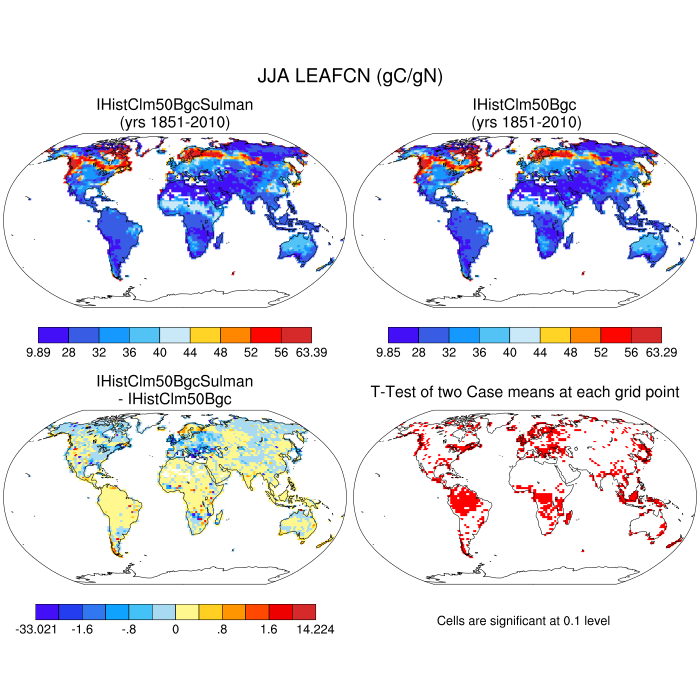 JJA LEAFCN (gC/gN)
IHistClm50BgcSulman
(yrs 1851-2010)
IHistClm50Bgc
(yrs 1851-2010)
9.89 28 32 36 40 44 48 52 56 63.39
9.85 28 32 36 40 44 48 52 56 63.39
IHistClm50BgcSulman
- IHistClm50Bgc
T-Test of two Case means at each grid point
-33.021 -1.6 -.8 0 .8 1.6 14.224
Cells are significant at 0.1 level